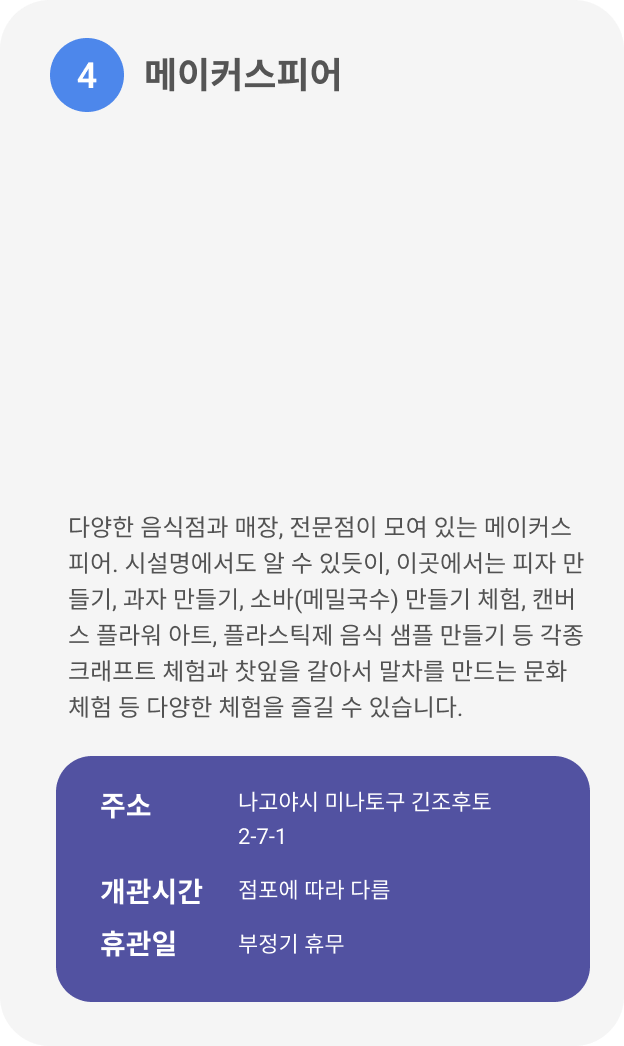 4 메이커스피어
다양한 음식점과 매장, 전문점이 모여 있는 메이커스
피어. 시설명에서도 알 수 있듯이, 이곳에서는 피자 만
들기, 과자 만들기, 소바(메밀국수) 만들기 체험, 캔버
스 플라워 아트, 플라스틱제 음식 샘플 만들기 등 각종
크래프트 체험과 찻잎을 갈아서 말차를 만드는 문화
체험 등 다양한 체험을 즐길 수 있습니다.
주소 나고야시 미나토구 긴조후토
2-7-1
개관시간 점포에 따라 다름
휴관일 부정기 휴무